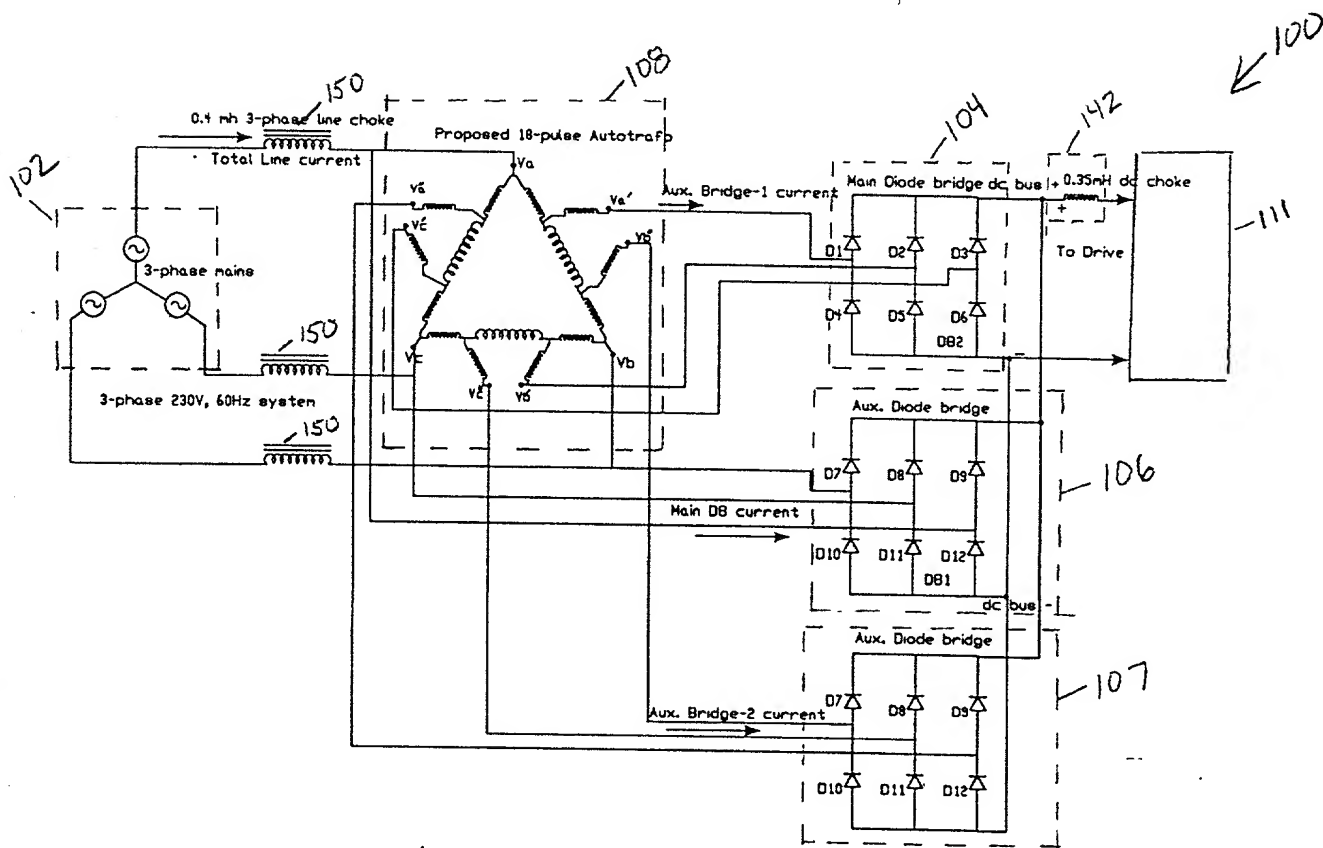 100
108
150
142
104
0.4 mh 3-phase line choke
Proposed 18-pulse Autotrafo
Total Line current
Va
102
Main Diode bridge
dc bus
+ 0.35mH dc choke
+
Aux. Bridge-1 current
Va'
111
3-phase mains
D1
D2
D3
To Drive
D4
D5
D6
DB2
-
150
Vc
Vb
3-phase 230V, 60Hz system
Aux. Diode bridge
150
D7
D8
D9
106
Main DB current
D10
D11
D12
DB1
dc bus -
Aux. Diode bridge
107
D7
D8
D9
Aux. Bridge-2 current
D10
D11
D12